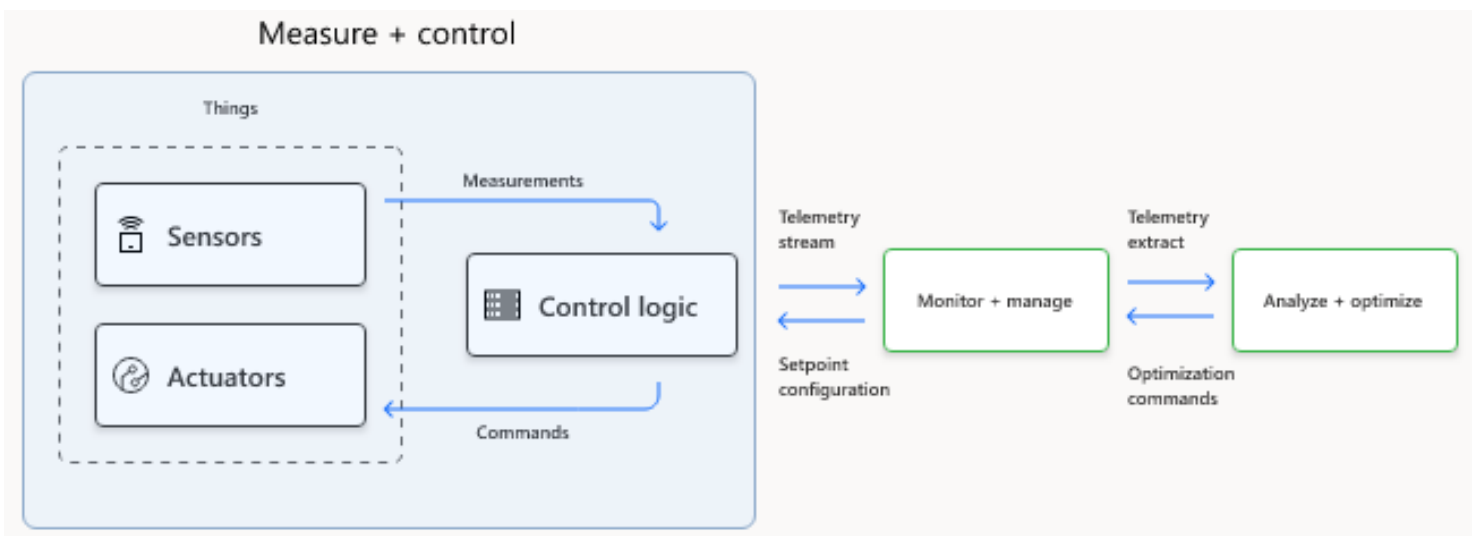 Measure + control
Things
Sensors
Actuators
Measurements
Control logic
Commands
Telemetry
stream
Setpoint
configuration
Monitor + manage
Telemetry
extract
Optimization
commands
Analyze + optimize